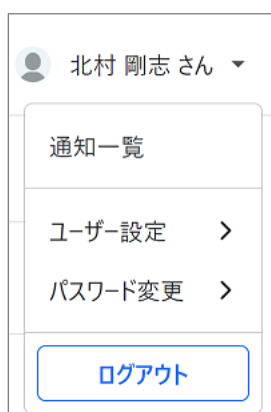 北村 剛志 さん
通知一覧
ユーザー設定
パスワード変更
ログアウト